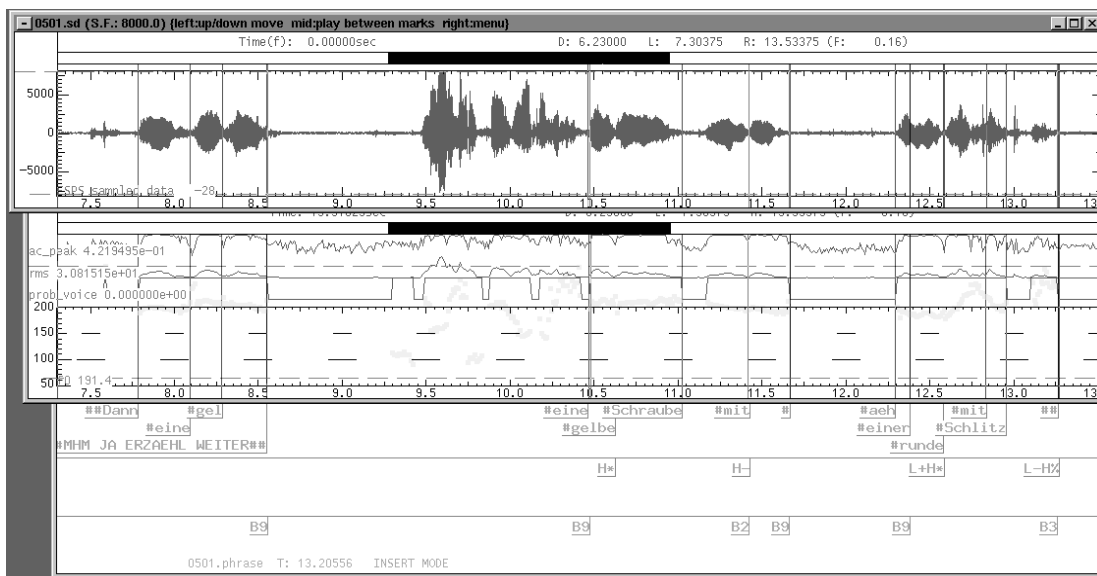 0501.sd (S.F.: 8000.0) {left:up/down move mid:play between marks right:menu}
Time(f): 0.00000sec D: 6.23000 L: 7.30375 R: 13.53375 (F: 0.16)
5000
0
-5000
ESPS sampled data -28
7.5 8.0 8.5 9.0 9.5 10.0 10.5 11.0 11.5 12.0 12.5 13.0 13
ac_peak 4.219495e-01
rms 3.081515e+01
prob_voice 0.000000e+00
200
150
100
50
F0 191.4
7.5 8.0 8.5 9.0 9.5 10.0 10.5 11.0 11.5 12.0 12.5 13.0 13.
##Dann #gel #eine #Schraube #mit # #aeh #mit ##
#eine #gelbe #einer #Schlitz
#MHM JA ERZAEHL WEITER## #runde
H* H- L+H* L-H%
B9 B9 B2 B9 B9 B3
0501.phrase T: 13.20556 INSERT MODE